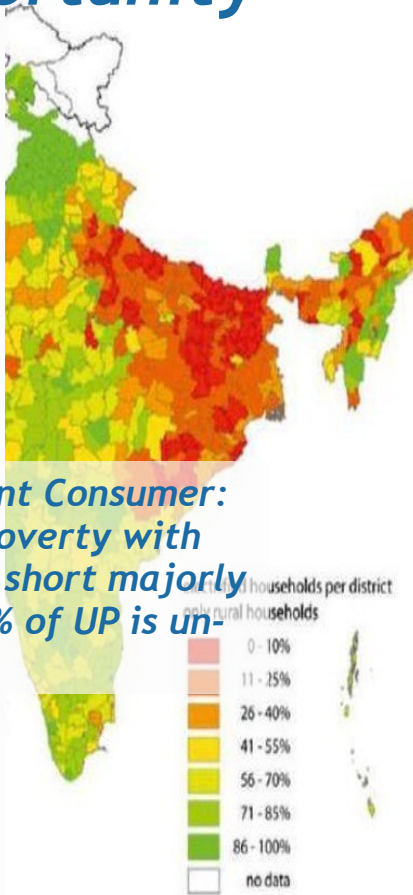 nt Consumer:
overty with
short majorly
% of UP is un-
households per district
only rural households
0 - 10%
11 - 25%
26 - 40%
41 - 55%
56 - 70%
71 - 85%
86 - 100%
no data